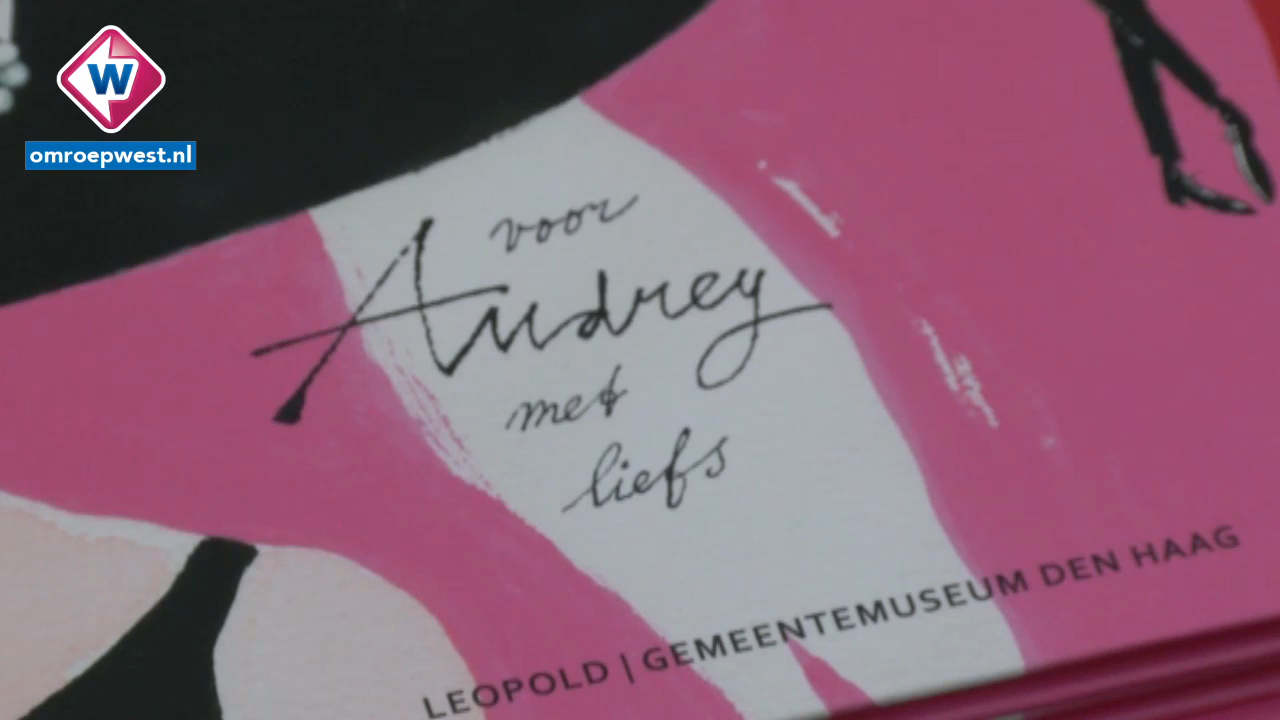 W
omroepwest.nl
voor
Audrey
met
liefs
LEOPOLD | GEMEENTEMUSEUM DEN HAAG